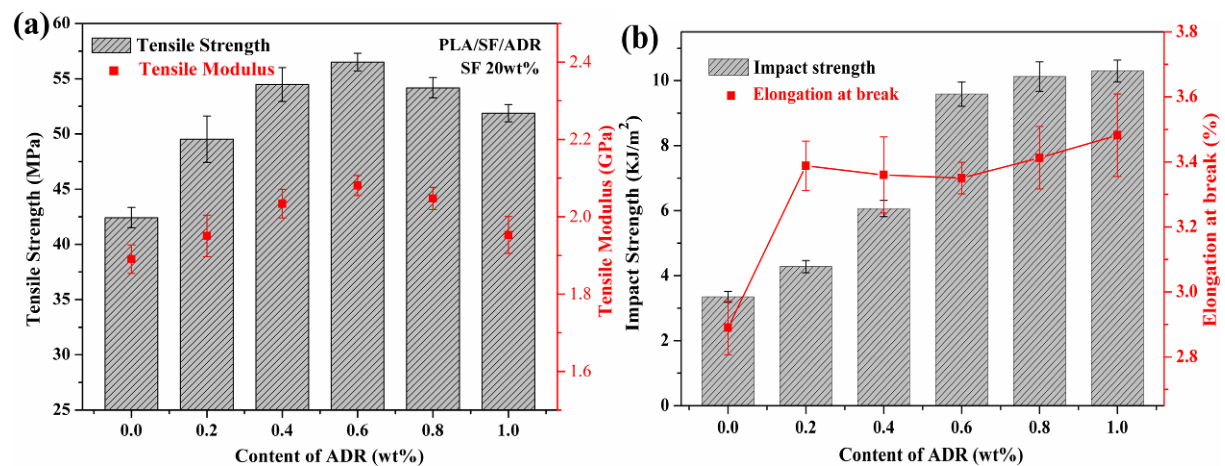 (a)
Tensile Strength
Tensile Modulus
PLA/SF/ADR
SF 20wt%
Tensile Strength (MPa)
60
55
50
45
40
35
30
25
Tensile Modulus (GPa)
2.4
2.2
2.0
1.8
1.6
0.0 0.2 0.4 0.6 0.8 1.0
Content of ADR (wt%)
(b)
Impact strength
Elongation at break
Impact Strength (KJ/m²)
10
8
6
4
2
0
Elongation at break (%)
3.8
3.6
3.4
3.2
3.0
2.8
0.0 0.2 0.4 0.6 0.8 1.0
Content of ADR (wt%)